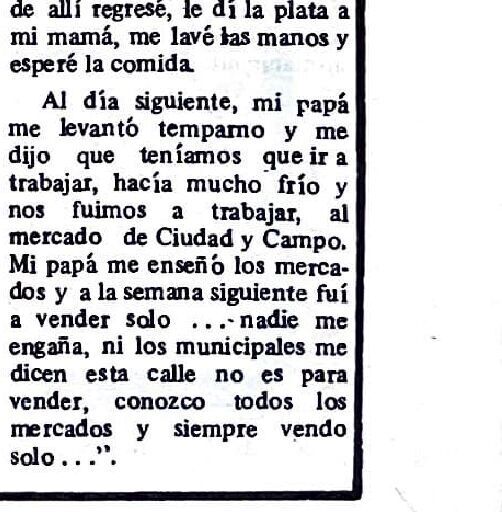 de allí regresé, le dí la plata a
mi mamá, me lavé las manos y
esperé la comida.
Al día siguiente, mi papá
me levantó temparno y me
dijo que teníamos que ir a
trabajar, hacía mucho frío y
nos fuimos a trabajar, al
mercado de Ciudad y Campo.
Mi papá me enseñó los merca-
dos y a la semana siguiente fuí
a vender solo ...- nadie me
engaña, ni los municipales me
dicen esta calle no es para
vender, conozco todos los
mercados y siempre vendo
solo ...".